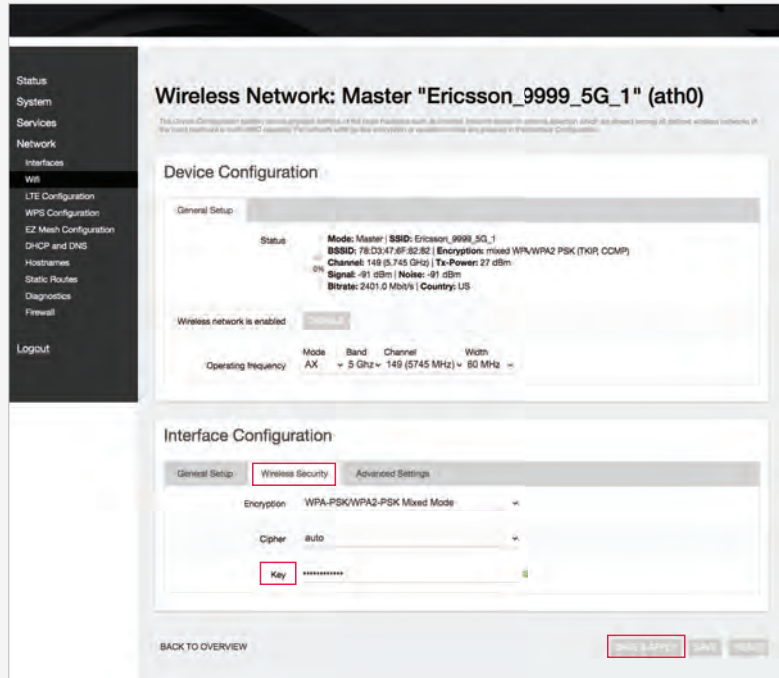 Status
System
Services
Network
Interfaces
Wifi
LTE Configuration
WPS Configuration
EZ Mesh Configuration
DHCP and DNS
Hostnames
Static Routes
Diagnostics
Firewall
Logout
Wireless Network: Master "Ericsson_9999_5G_1" (ath0)
Device Configuration
General Setup
Status
0%
Mode: Master | SSID: Ericsson_9999_5G_1
BSSID: 78:D3:47:6F:82:82 | Encryption: mixed WPA/WPA2 PSK (TKIP, CCMP)
Channel: 149 (5.745 GHz) | Tx-Power: 27 dBm
Signal: -91 dBm | Noise: -91 dBm
Bitrate: 2401.0 Mbit/s | Country: US
Wireless network is enabled DISABLE
Mode Band Channel Width
Operating frequency AX 5 Ghz 149 (5745 MHz) 80 MHz
Interface Configuration
General Setup Wireless Security Advanced Settings
Encryption WPA-PSK/WPA2-PSK Mixed Mode
Cipher auto
Key ••••••••••••
BACK TO OVERVIEW SAVE & APPLY SAVE RESET